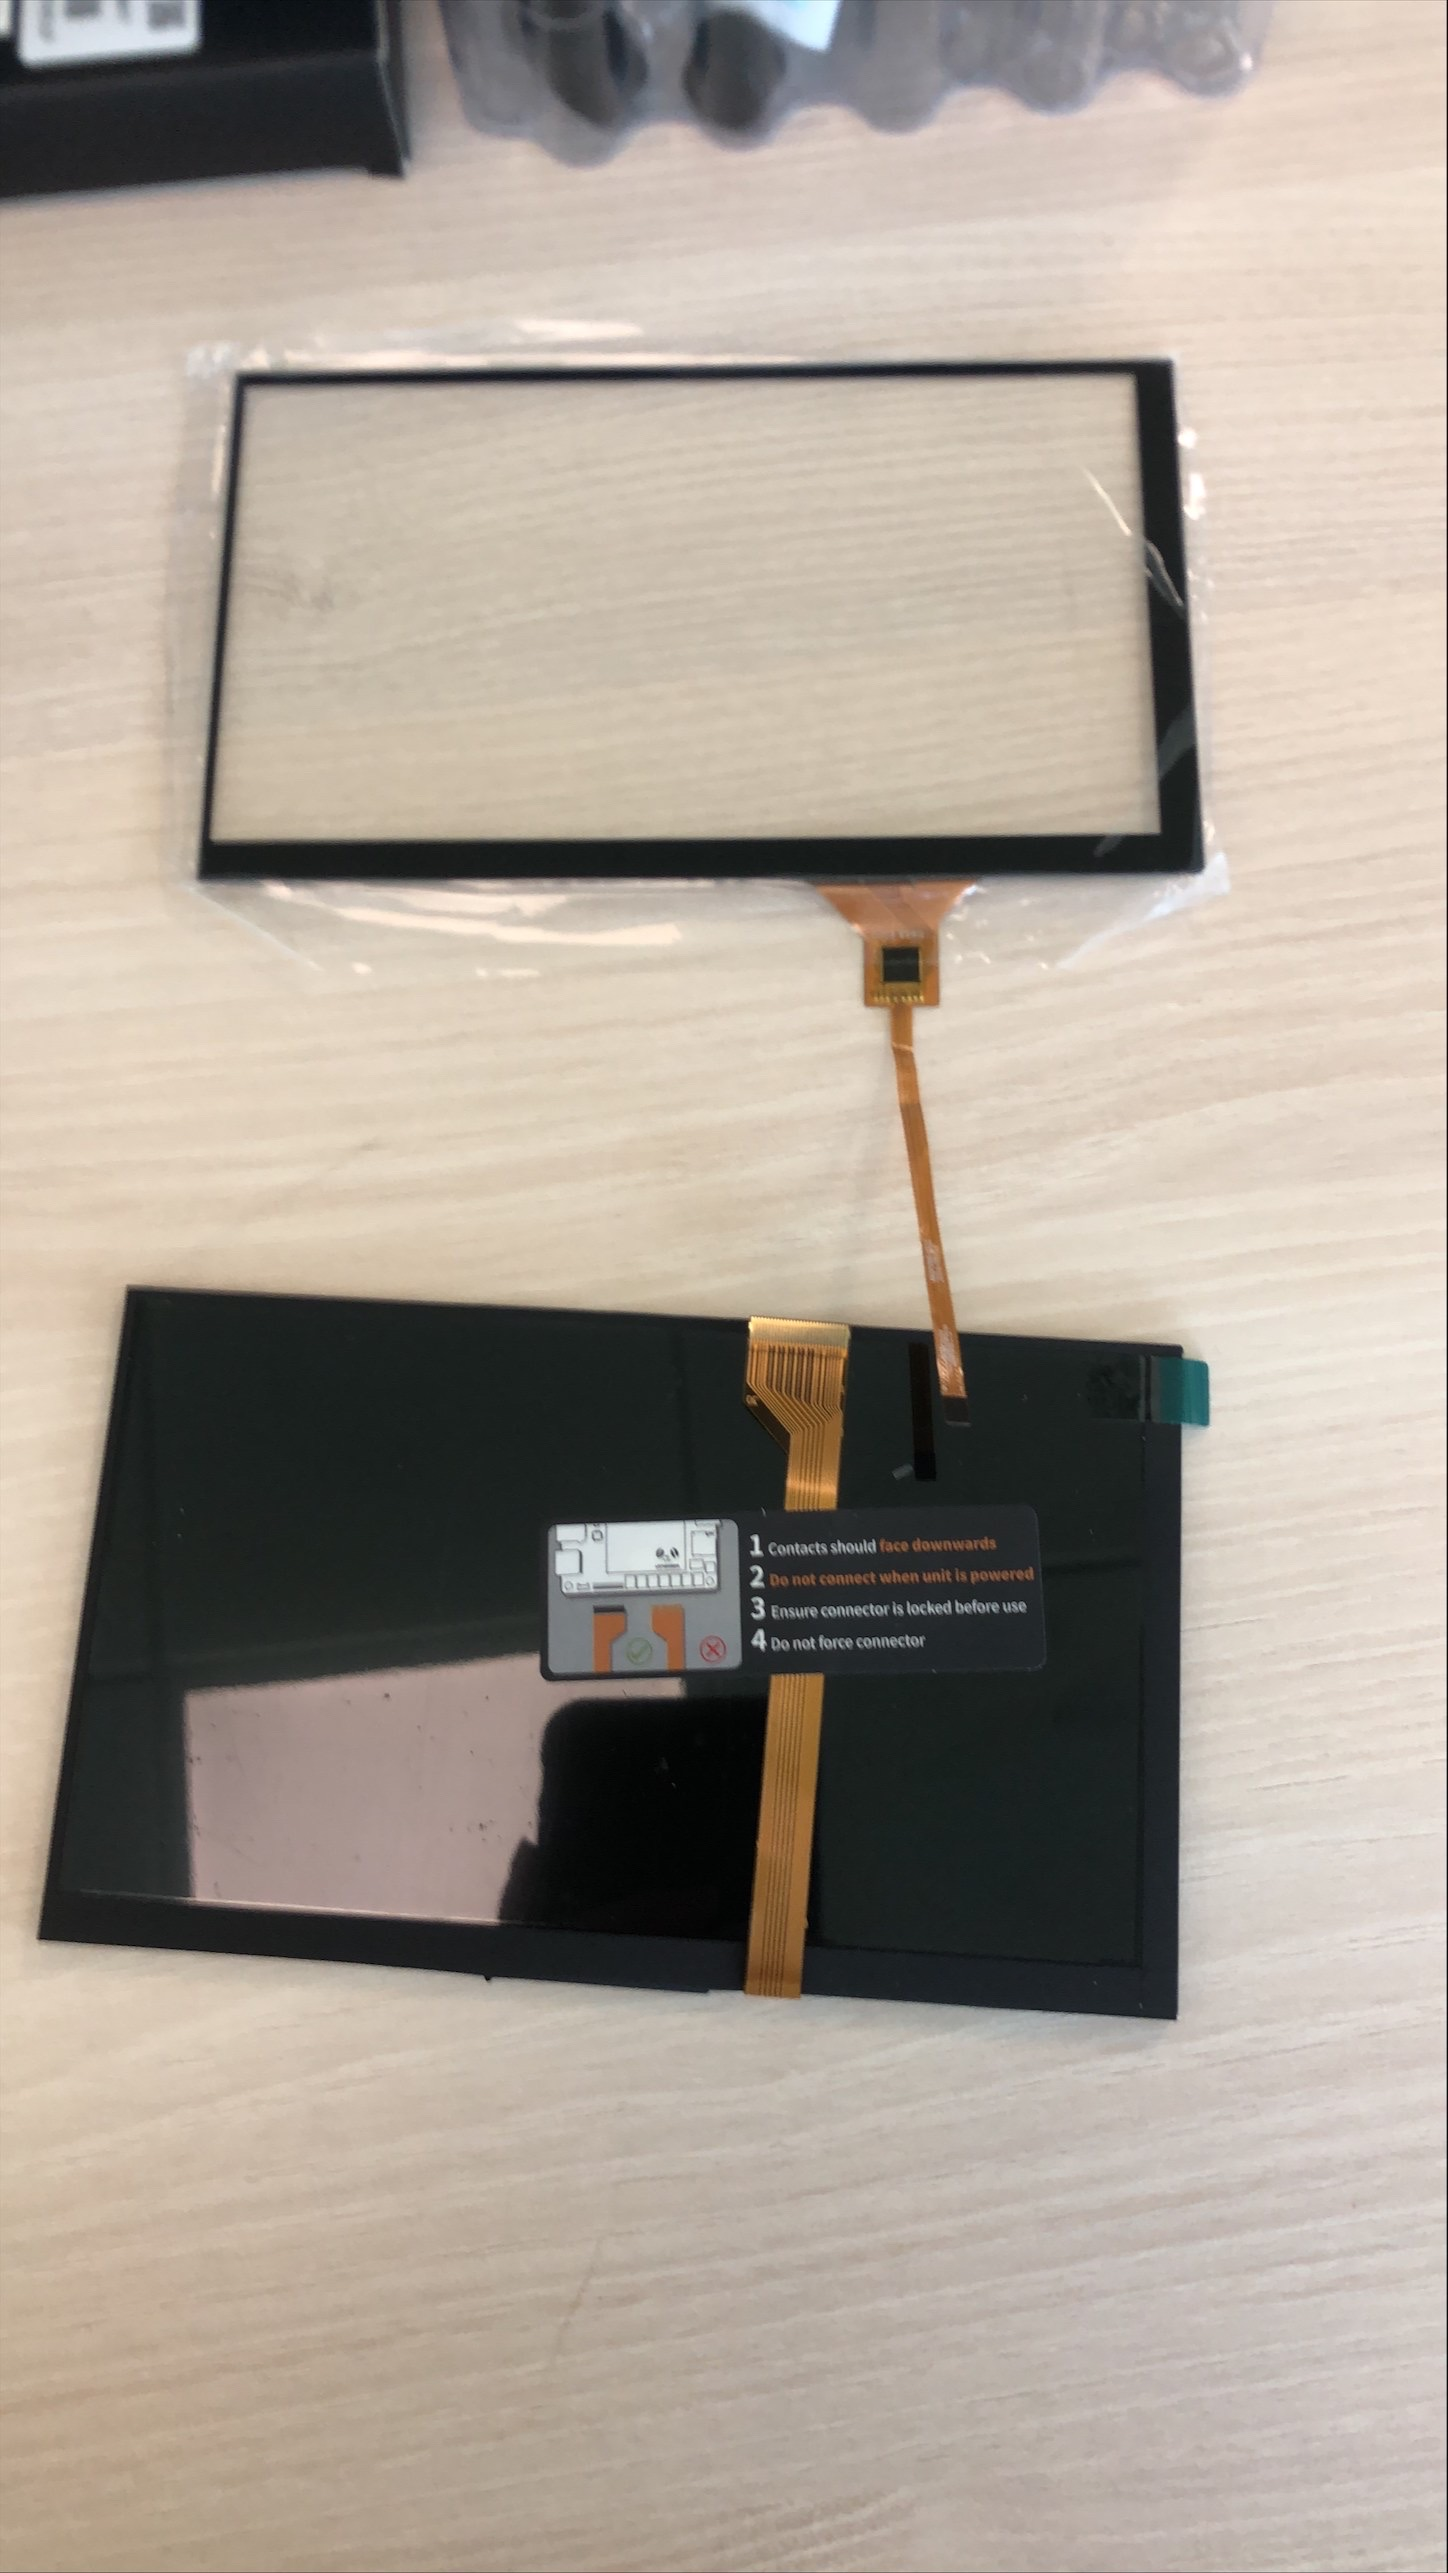 1 Contacts should face downwards
2 Do not connect when unit is powered
3 Ensure connector is locked before use
4 Do not force connector